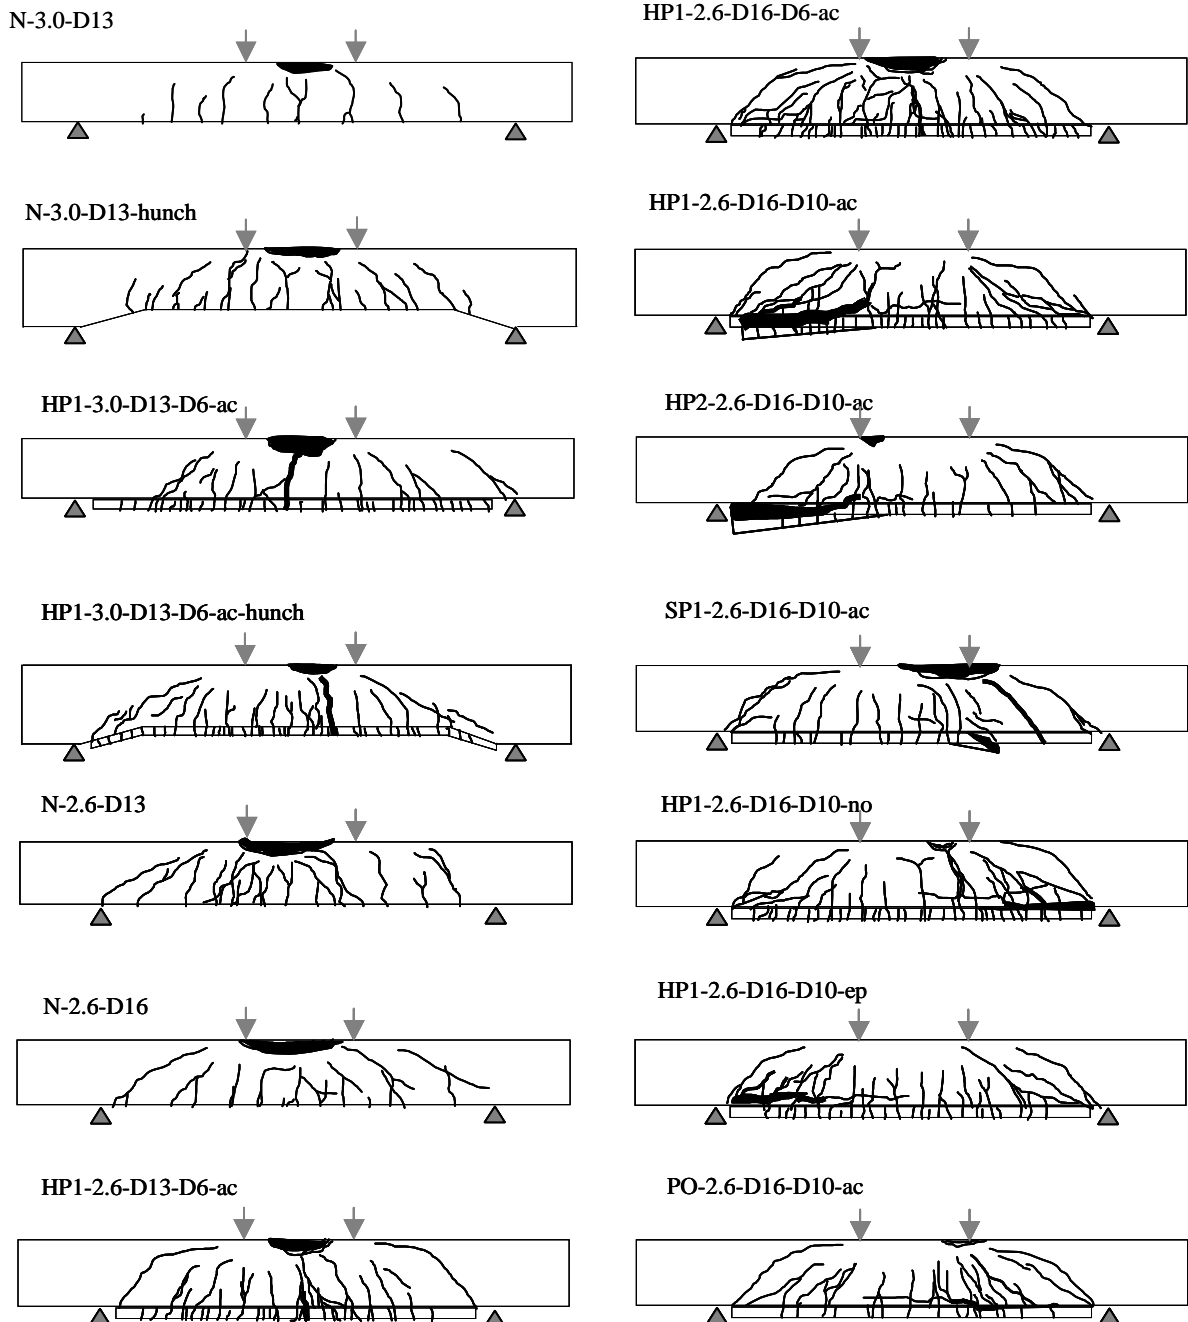 N-3.0-D13
N-3.0-D13-hunch
HP1-3.0-D13-D6-ac
HP1-3.0-D13-D6-ac-hunch
N-2.6-D13
N-2.6-D16
HP1-2.6-D13-D6-ac
HP1-2.6-D16-D6-ac
HP1-2.6-D16-D10-ac
HP2-2.6-D16-D10-ac
SP1-2.6-D16-D10-ac
HP1-2.6-D16-D10-no
HP1-2.6-D16-D10-ep
PO-2.6-D16-D10-ac